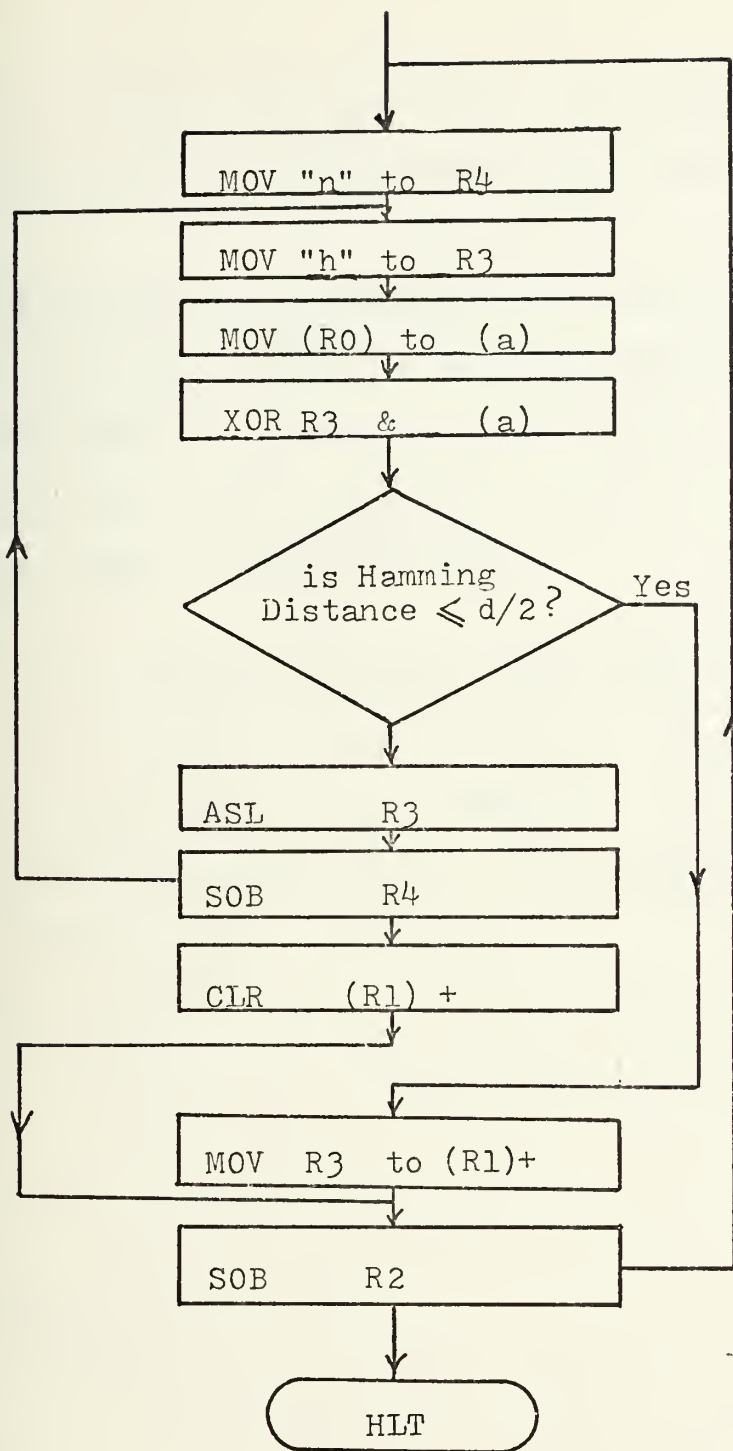 MOV "n" to R4
MOV "h" to R3
MOV (R0) to (a)
XOR R3 & (a)
is Hamming
Distance ⩽ d/2?
Yes
ASL R3
SOB R4
CLR (R1) +
MOV R3 to (R1)+
SOB R2
HLT